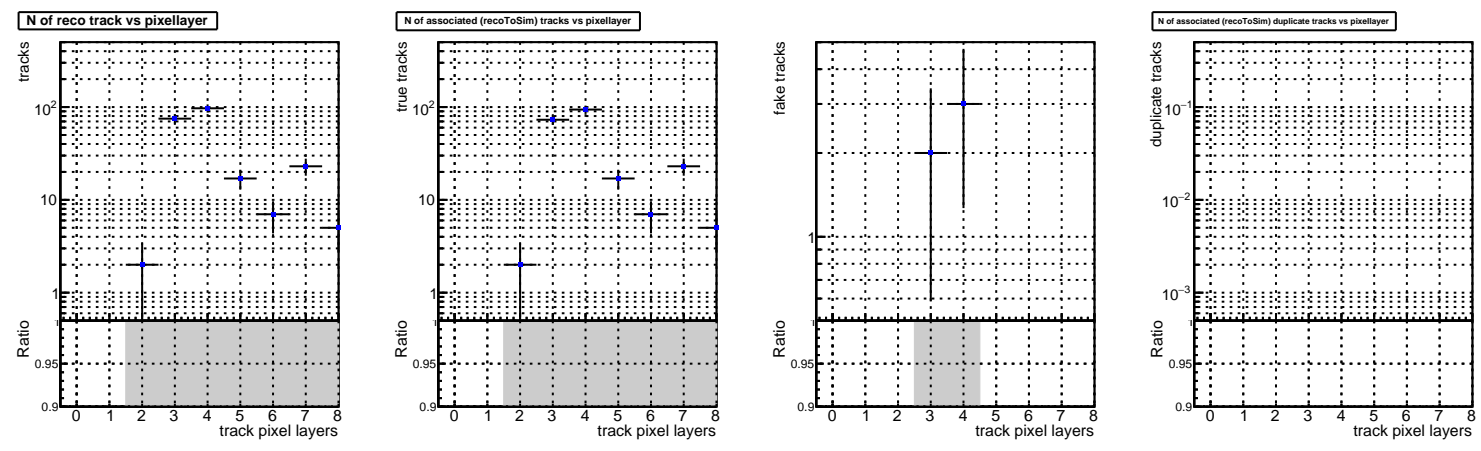 N of reco track vs pixellayer
tracks
10²
10
1
Ratio
1
0.95
0.9
0 1 2 3 4 5 6 7 8
track pixel layers
N of associated (recoToSim) tracks vs pixellayer
true tracks
10²
10
1
Ratio
1
0.95
0.9
0 1 2 3 4 5 6 7 8
track pixel layers
fake tracks
1
Ratio
1
0.95
0.9
0 1 2 3 4 5 6 7 8
track pixel layers
N of associated (recoToSim) duplicate tracks vs pixellayer
duplicate tracks
10⁻¹
10⁻²
10⁻³
Ratio
1
0.95
0.9
0 1 2 3 4 5 6 7 8
track pixel layers